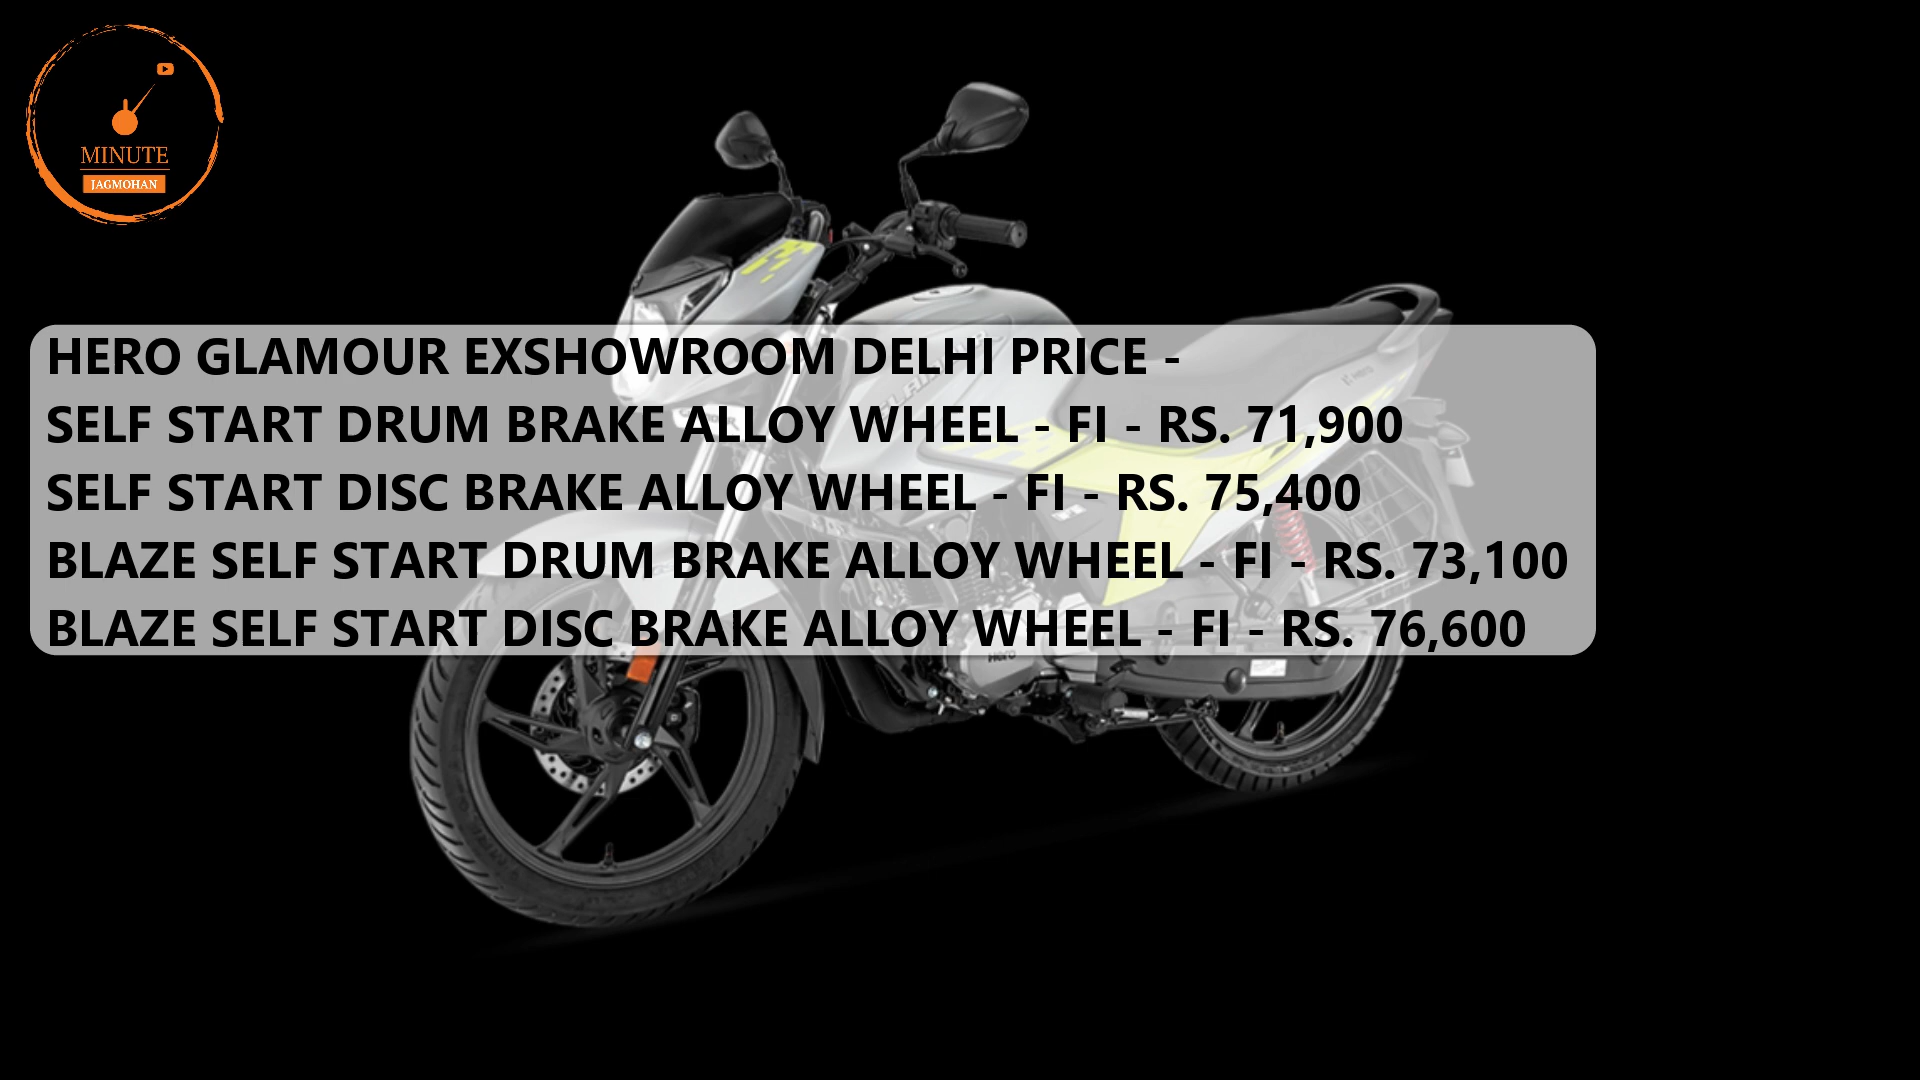 MINUTE
JAGMOHAN
HERO GLAMOUR EXSHOWROOM DELHI PRICE -
SELF START DRUM BRAKE ALLOY WHEEL - FI - RS. 71,900
SELF START DISC BRAKE ALLOY WHEEL - FI - RS. 75,400
BLAZE SELF START DRUM BRAKE ALLOY WHEEL - FI - RS. 73,100
BLAZE SELF START DISC BRAKE ALLOY WHEEL - FI - RS. 76,600
Hero